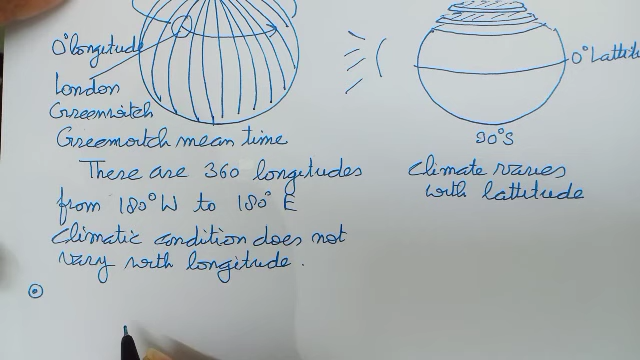 0° longitude
London
Greenwitch
Greenwitch mean time
There are 360 longitudes
from 180° W to 180° E
Climatic condition does not
vary with longitude.
0° Lattitu
90°S
Climate varies
with lattitude